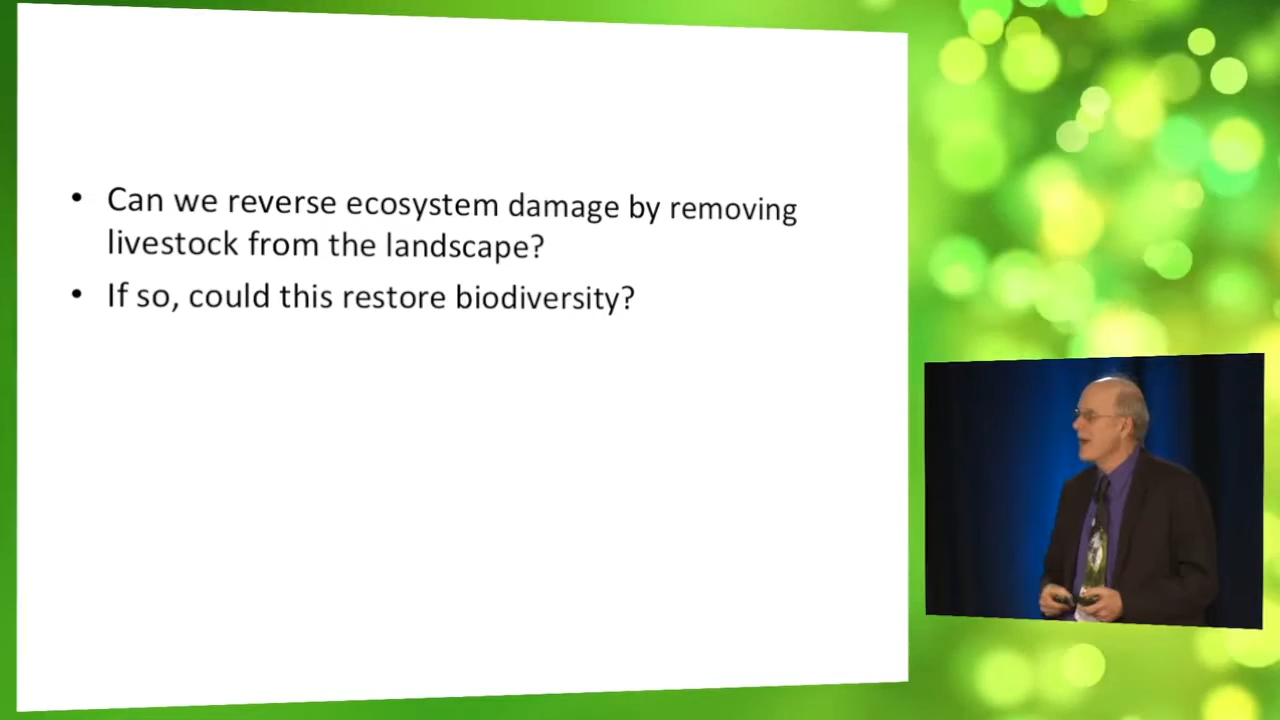 • Can we reverse ecosystem damage by removing
livestock from the landscape?
• If so, could this restore biodiversity?